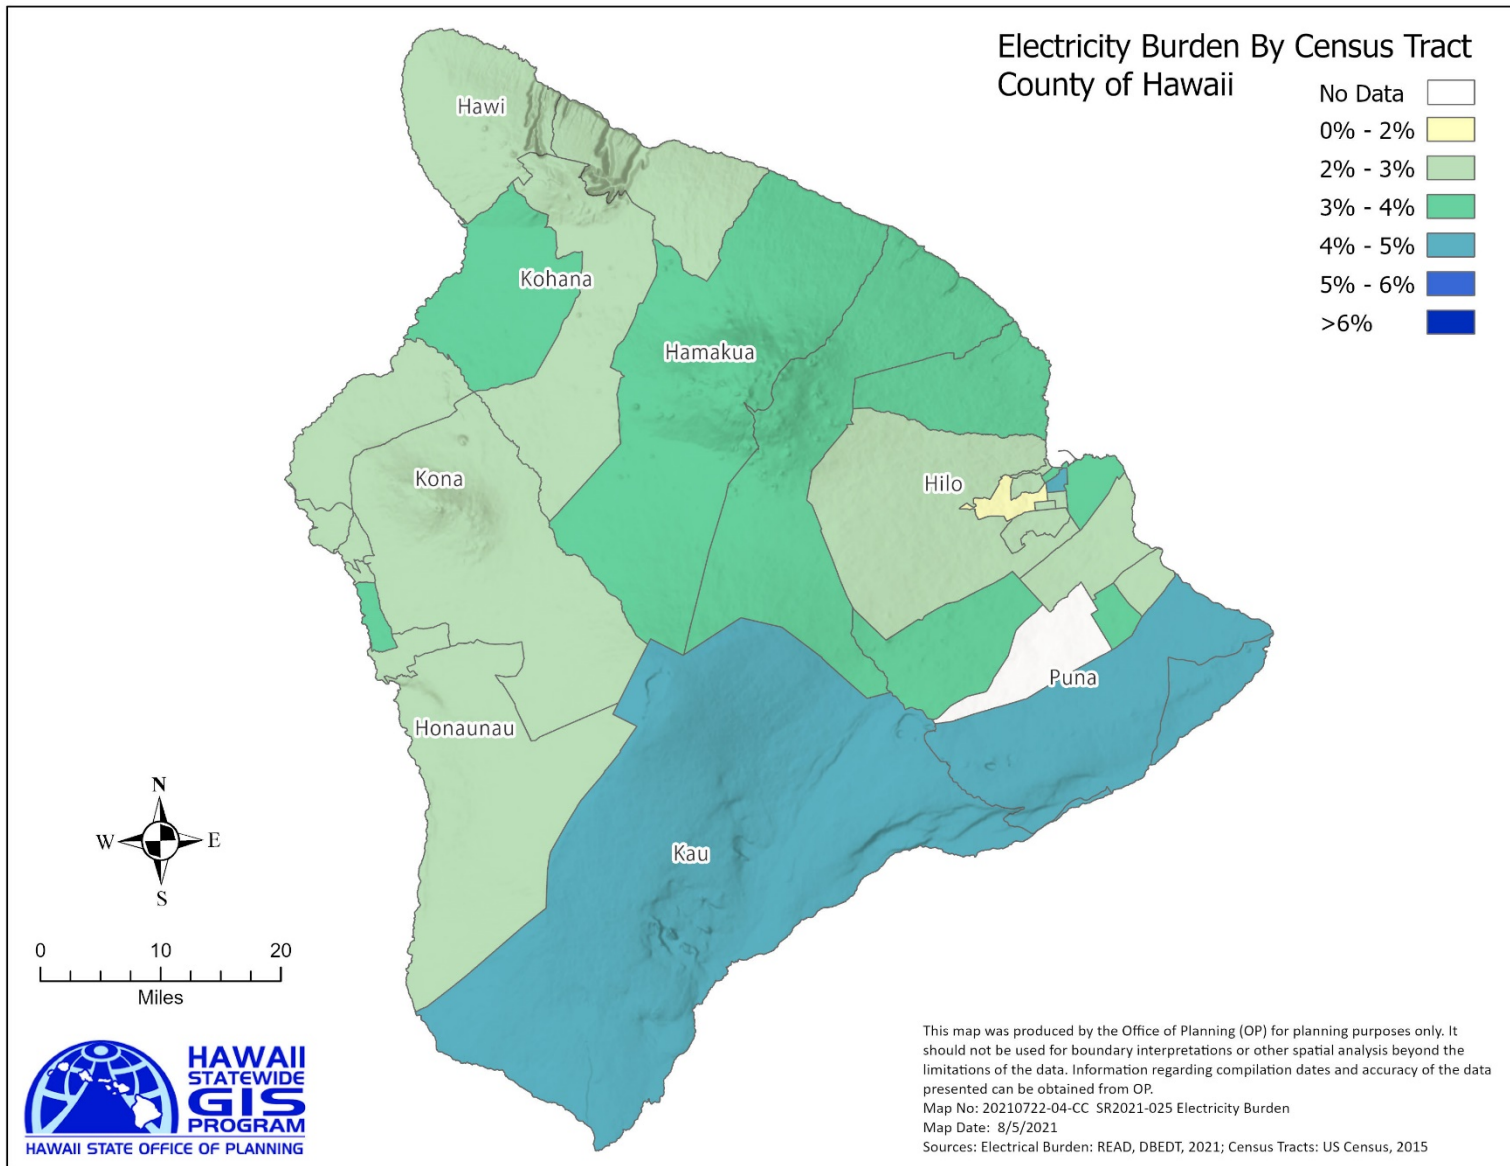 Electricity Burden By Census Tract
County of Hawaii
No Data
0% - 2%
2% - 3%
3% - 4%
4% - 5%
5% - 6%
>6%
Hawi
Kohana
Hamakua
Kona
Hilo
Puna
Honaunau
Kau
N
W
E
S
0 10 20
Miles
HAWAII
STATEWIDE
GIS
PROGRAM
HAWAII STATE OFFICE OF PLANNING
This map was produced by the Office of Planning (OP) for planning purposes only. It
should not be used for boundary interpretations or other spatial analysis beyond the
limitations of the data. Information regarding compilation dates and accuracy of the data
presented can be obtained from OP.
Map No: 20210722-04-CC SR2021-025 Electricity Burden
Map Date: 8/5/2021
Sources: Electrical Burden: READ, DBEDT, 2021; Census Tracts: US Census, 2015